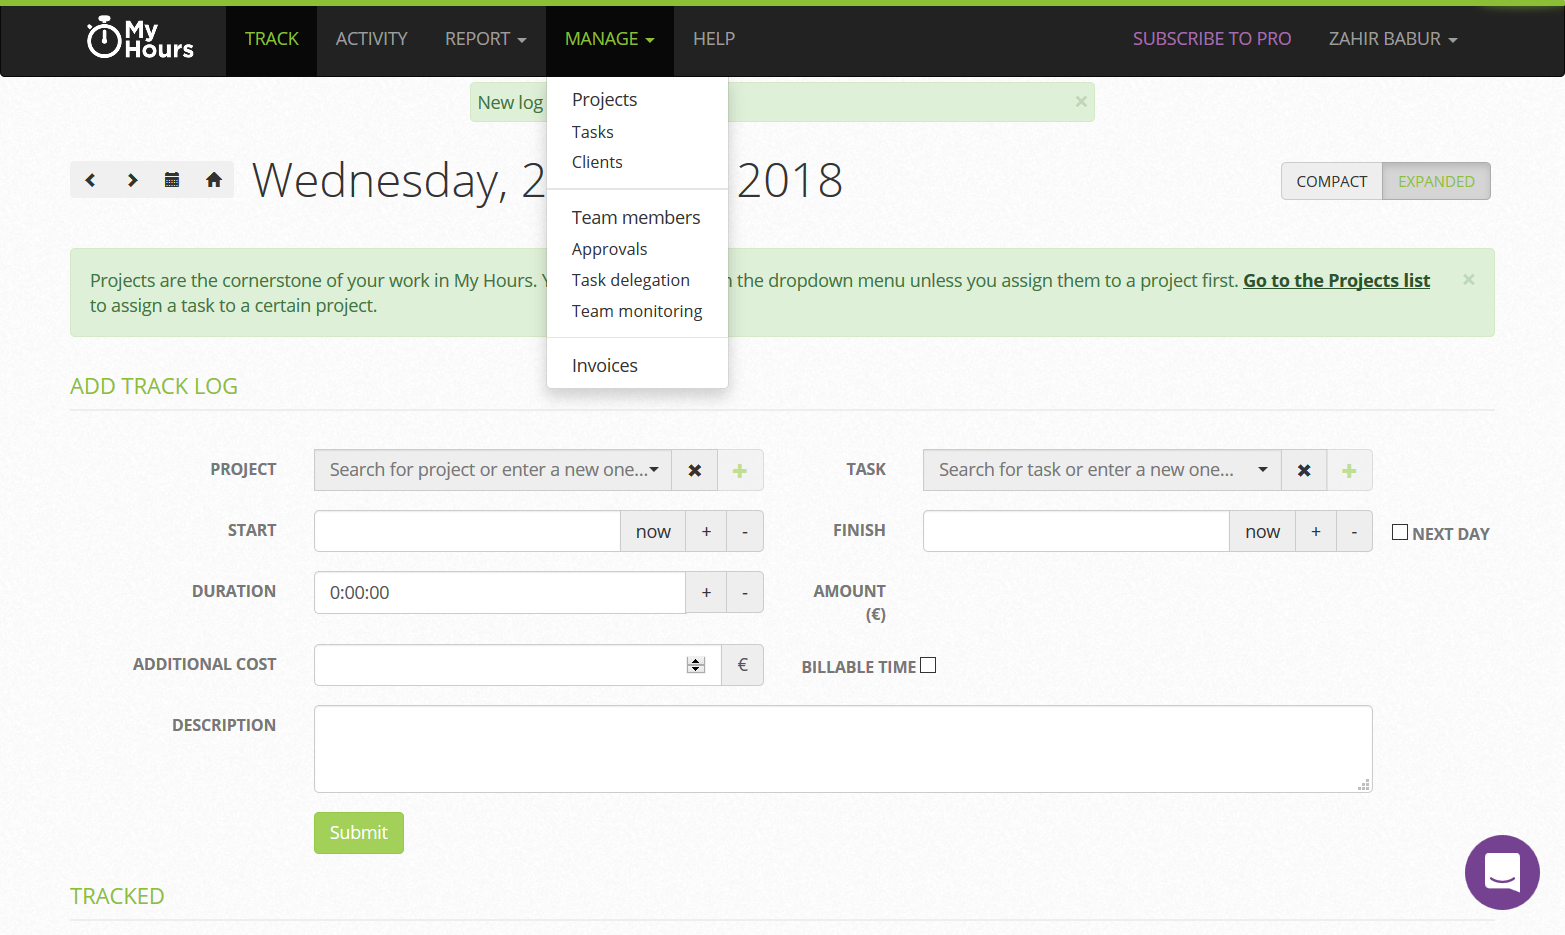 My Hours
TRACK
ACTIVITY
REPORT
MANAGE
HELP
SUBSCRIBE TO PRO
ZAHIR BABUR
New log
×
Projects
Tasks
Clients
Team members
Approvals
Task delegation
Team monitoring
Invoices
Wednesday, 2 2018
COMPACT
EXPANDED
Projects are the cornerstone of your work in My Hours. the dropdown menu unless you assign them to a project first. Go to the Projects list
×
to assign a task to a certain project.
ADD TRACK LOG
PROJECT
Search for project or enter a new one...
TASK
Search for task or enter a new one...
START
now
+
-
FINISH
now
+
-
NEXT DAY
DURATION
0:00:00
+
-
AMOUNT
(€)
ADDITIONAL COST
€
BILLABLE TIME
DESCRIPTION
Submit
TRACKED